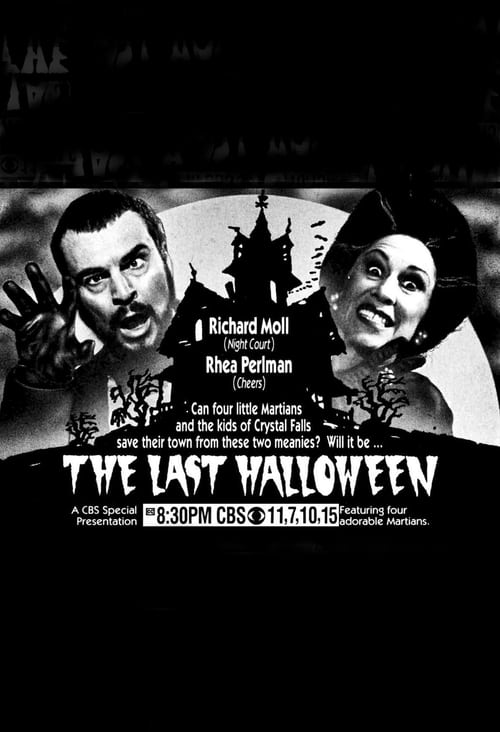 Richard Moll
(Night Court)
Rhea Perlman
(Cheers)
Can four little Martians
and the kids of Crystal Falls
save their town from these two meanies? Will it be ...
THE LAST HALLOWEEN
A CBS Special
Presentation
8:30PM CBS 11,7,10,15
Featuring four
adorable Martians.